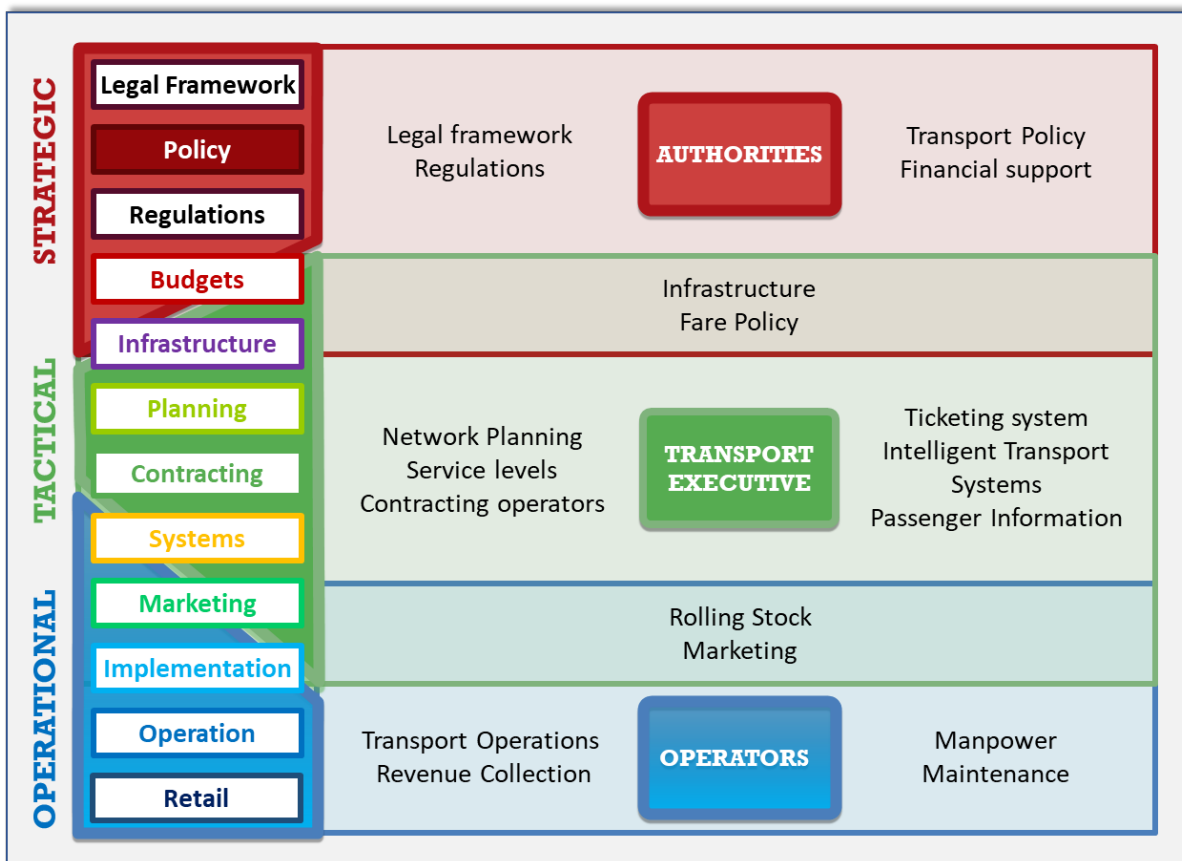 STRATEGIC
Legal Framework
Policy
Regulations
Budgets
Infrastructure
TACTICAL
Planning
Contracting
Systems
OPERATIONAL
Marketing
Implementation
Operation
Retail
Legal framework
Regulations
AUTHORITIES
Transport Policy
Financial support
Infrastructure
Fare Policy
Network Planning
Service levels
Contracting operators
TRANSPORT
EXECUTIVE
Ticketing system
Intelligent Transport
Systems
Passenger Information
Rolling Stock
Marketing
Transport Operations
Revenue Collection
OPERATORS
Manpower
Maintenance